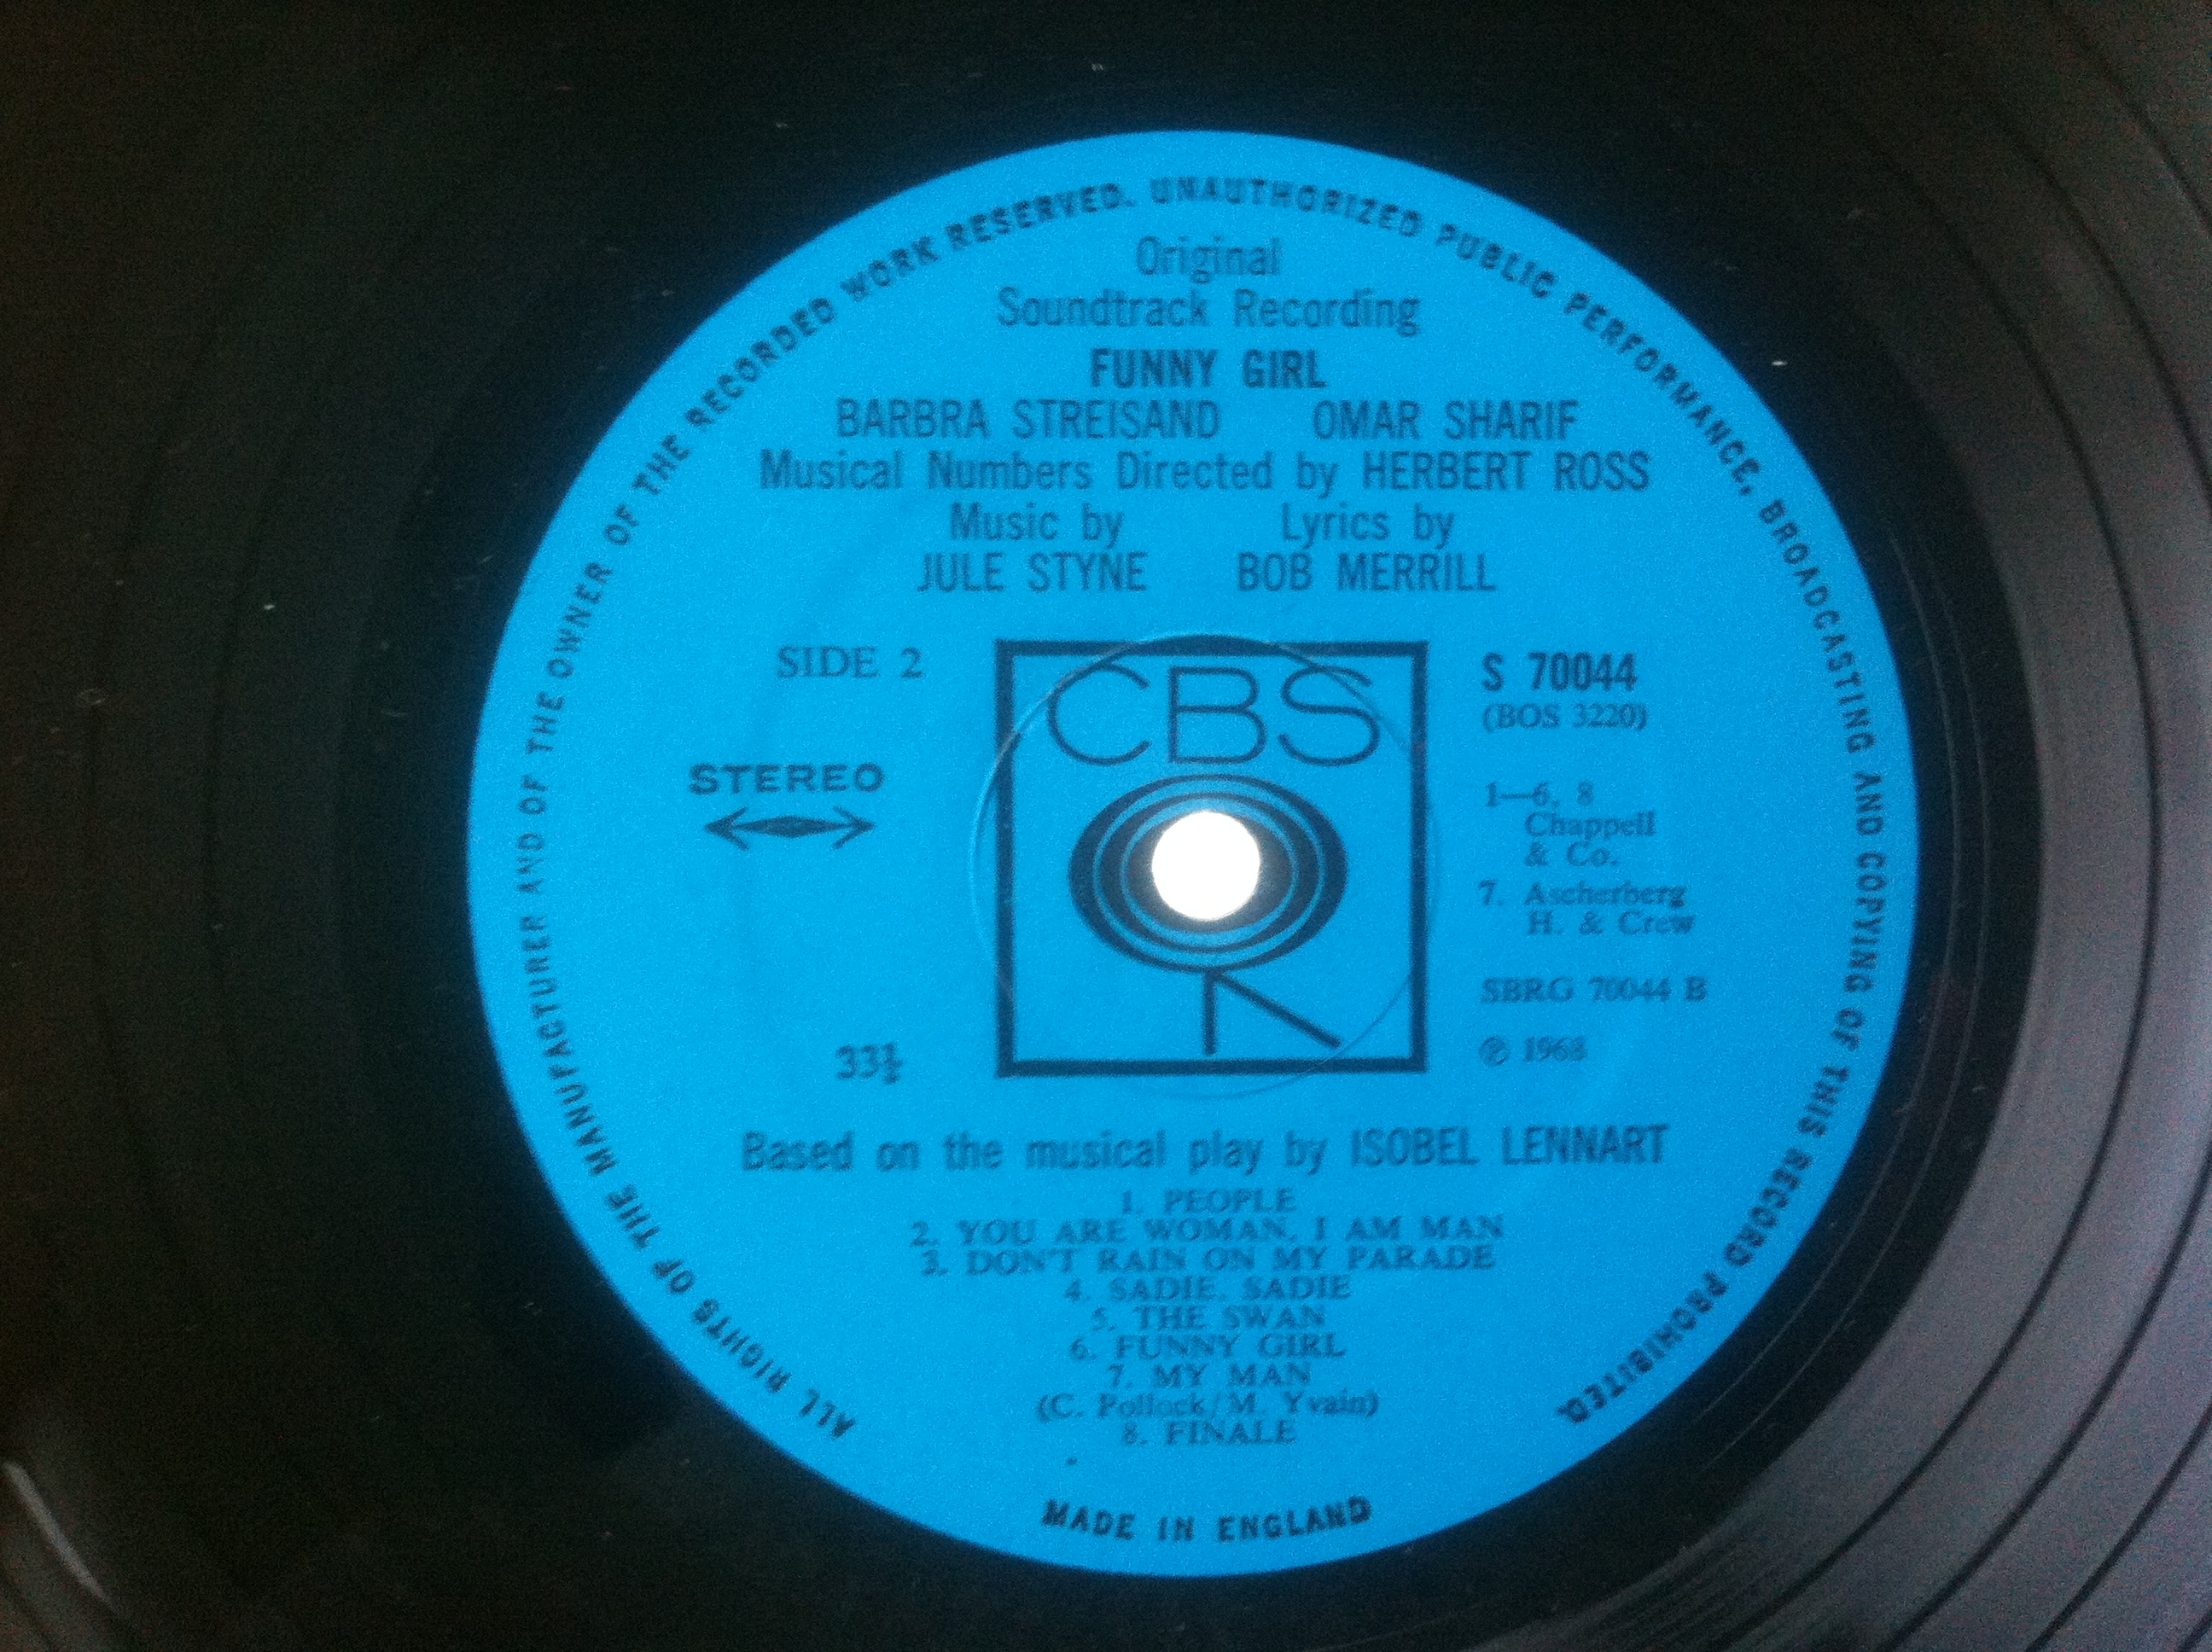 ALL RIGHTS OF THE MANUFACTURER AND OF THE OWNER OF THE RECORDED WORK RESERVED. UNAUTHORIZED PUBLIC PERFORMANCE, BROADCASTING AND COPYING OF THIS RECORD PROHIBITED.
Original
Soundtrack Recording
FUNNY GIRL
BARBRA STREISAND OMAR SHARIF
Musical Numbers Directed by HERBERT ROSS
Music by Lyrics by
JULE STYNE BOB MERRILL
SIDE 2
STEREO
33⅓
CBS
S 70044
(BOS 3220)
1—6, 8
Chappell
& Co.
7. Ascherberg
H. & Crew
SBRG 70044 B
℗ 1968
Based on the musical play by ISOBEL LENNART
1. PEOPLE
2. YOU ARE WOMAN, I AM MAN
3. DON'T RAIN ON MY PARADE
4. SADIE, SADIE
5. THE SWAN
6. FUNNY GIRL
7. MY MAN
(C. Pollock/M. Yvain)
8. FINALE
MADE IN ENGLAND